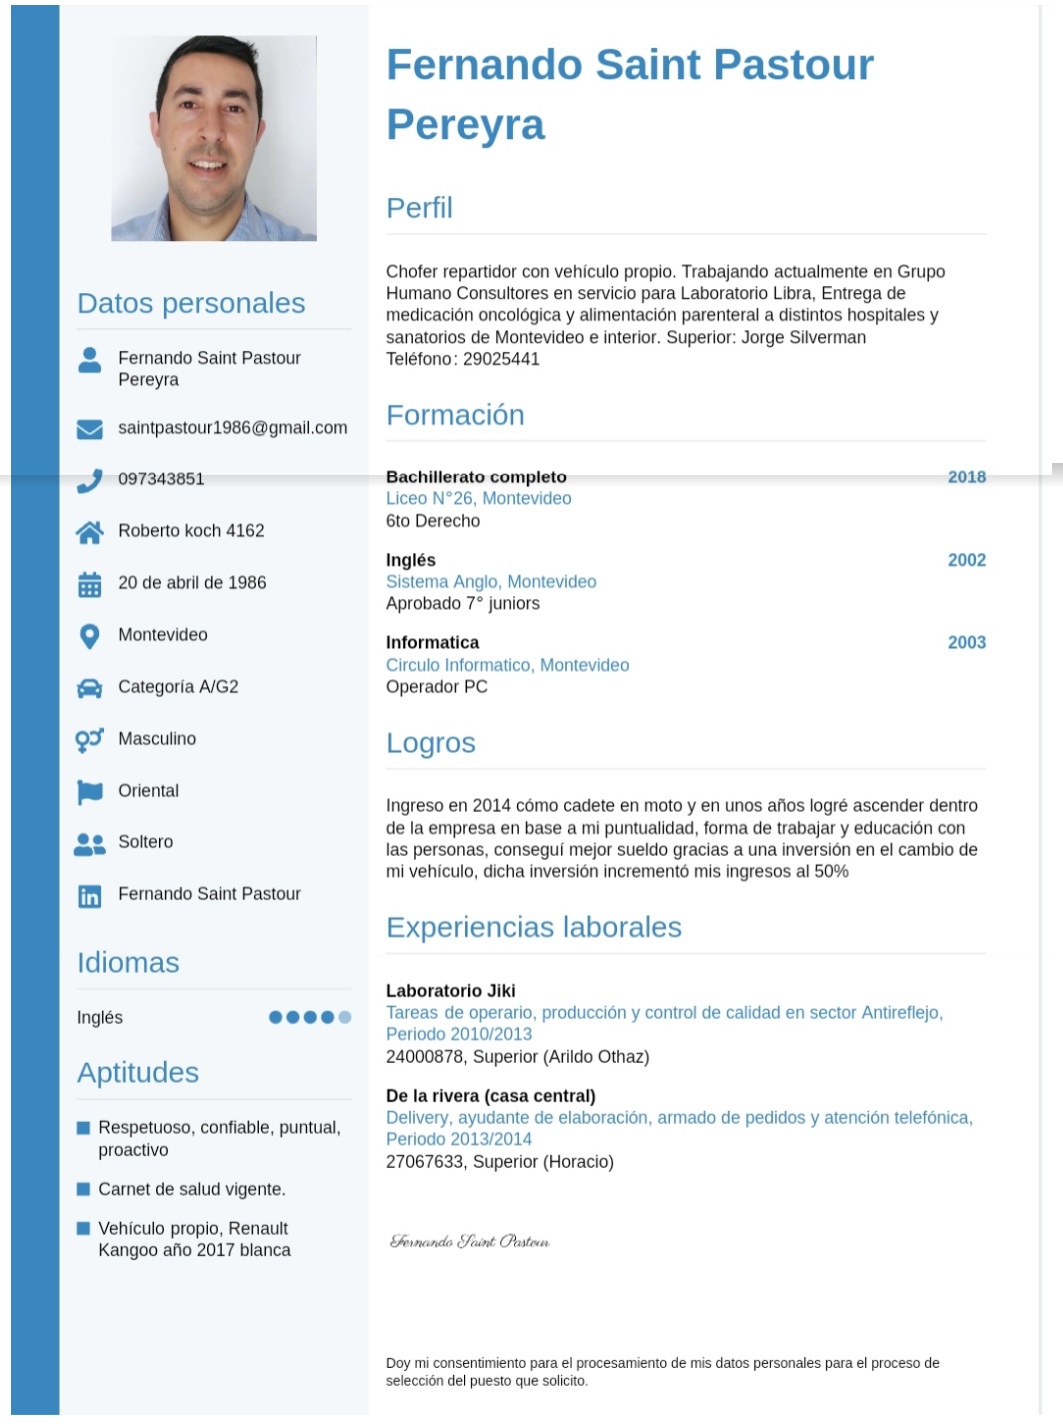 Fernando Saint Pastour
Pereyra
Datos personales
Fernando Saint Pastour
Pereyra
saintpastour1986@gmail.com
097343851
Roberto koch 4162
20 de abril de 1986
Montevideo
Categoría A/G2
Masculino
Oriental
Soltero
in
Fernando Saint Pastour
Idiomas
Inglés
Aptitudes
Respetuoso, confiable, puntual,
proactivo
Carnet de salud vigente.
Vehículo propio, Renault
Kangoo año 2017 blanca
Perfil
Chofer repartidor con vehículo propio. Trabajando actualmente en Grupo
Humano Consultores en servicio para Laboratorio Libra, Entrega de
medicación oncológica y alimentación parenteral a distintos hospitales y
sanatorios de Montevideo e interior. Superior: Jorge Silverman
Teléfono: 29025441
Formación
Bachillerato completo 2018
Liceo N°26, Montevideo
6to Derecho
Inglés 2002
Sistema Anglo, Montevideo
Aprobado 7° juniors
Informatica 2003
Circulo Informatico, Montevideo
Operador PC
Logros
Ingreso en 2014 cómo cadete en moto y en unos años logré ascender dentro
de la empresa en base a mi puntualidad, forma de trabajar y educación con
las personas, conseguí mejor sueldo gracias a una inversión en el cambio de
mi vehículo, dicha inversión incrementó mis ingresos al 50%
Experiencias laborales
Laboratorio Jiki
Tareas de operario, producción y control de calidad en sector Antireflejo,
Periodo 2010/2013
24000878, Superior (Arildo Othaz)
De la rivera (casa central)
Delivery, ayudante de elaboración, armado de pedidos y atención telefónica,
Periodo 2013/2014
27067633, Superior (Horacio)
Fernando Saint Pastour
Doy mi consentimiento para el procesamiento de mis datos personales para el proceso de
selección del puesto que solicito.